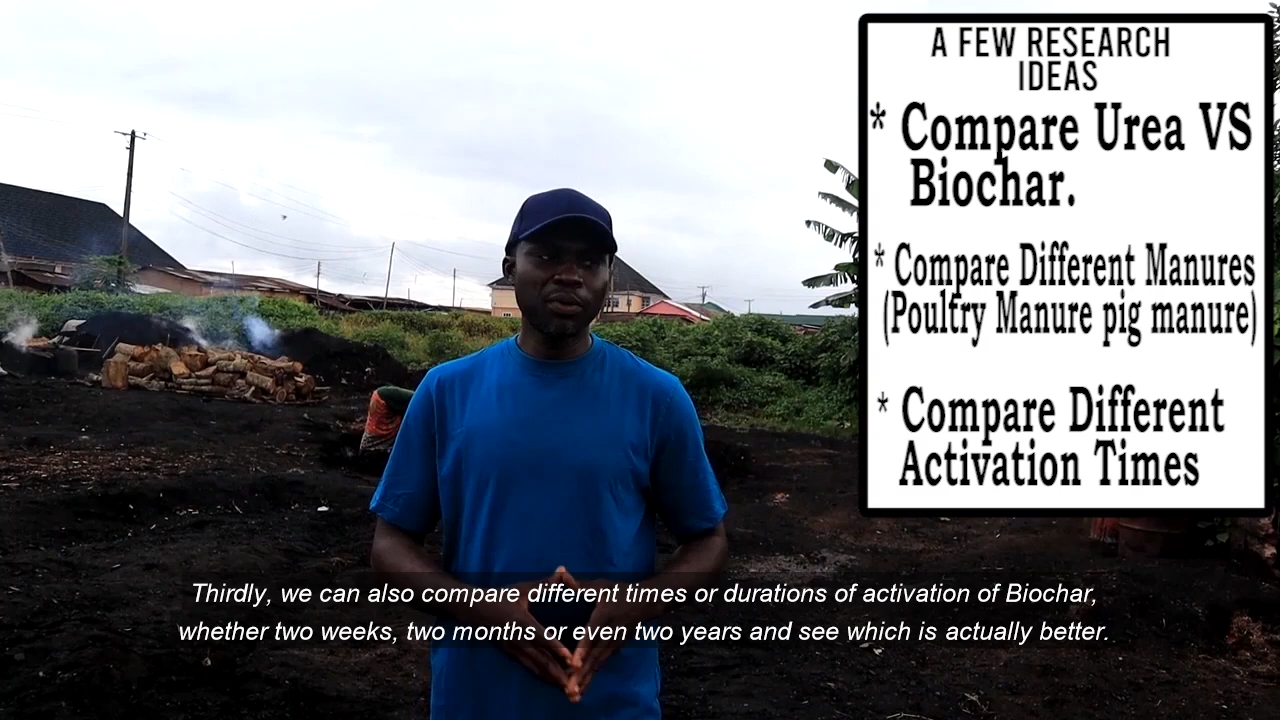 A FEW RESEARCH
IDEAS
* Compare Urea VS
Biochar.
* Compare Different Manures
(Poultry Manure pig manure)
* Compare Different
Activation Times
Thirdly, we can also compare different times or durations of activation of Biochar,
whether two weeks, two months or even two years and see which is actually better.